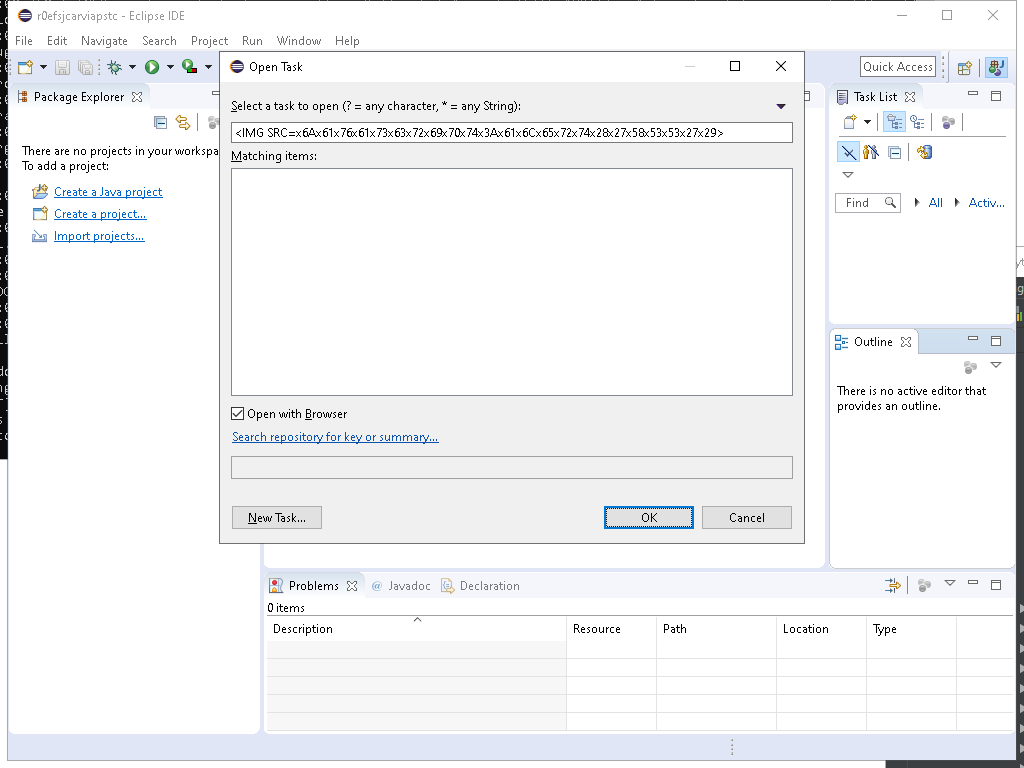 r0efsjcarviapstc - Eclipse IDE
File Edit Navigate Search Project Run Window Help
Quick Access
Package Explorer
There are no projects in your workspa
To add a project:
Create a Java project
Create a project...
Import projects...
Open Task
Select a task to open (? = any character, * = any String):
<IMG SRC=x6Ax61x76x61x73x63x72x69x70x74x3Ax61x6Cx65x72x74x28x27x58x53x53x27x29>
Matching items:
Open with Browser
Search repository for key or summary...
New Task...
OK
Cancel
Task List
Find
All
Activ...
Outline
There is no active editor that
provides an outline.
Problems
@ Javadoc
Declaration
0 items
Description Resource Path Location Type